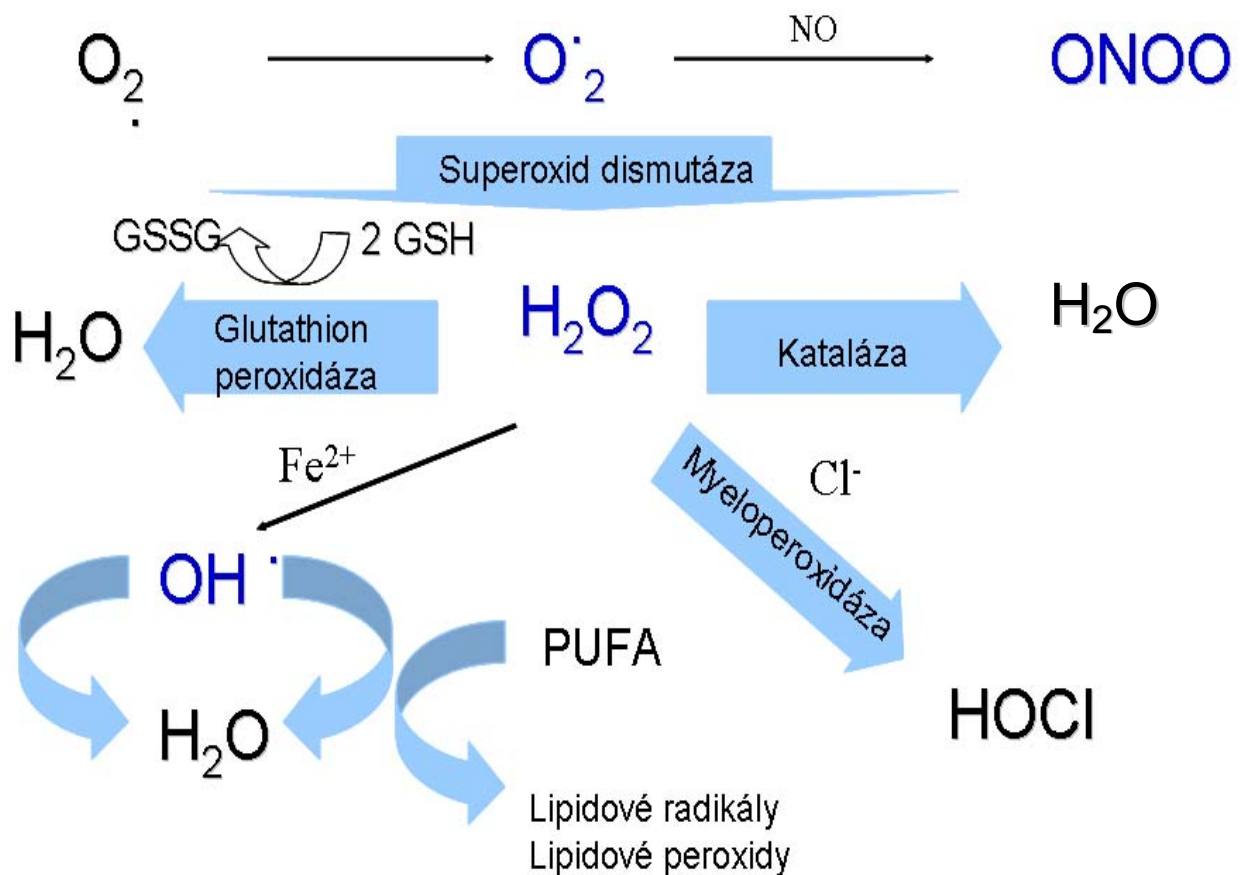 O₂ O˙₂ NO ONOO
˙
Superoxid dismutáza
GSSG 2 GSH
H₂O Glutathion peroxidáza H₂O₂ Kataláza H₂O
Fe²⁺ Myeloperoxidáza Cl⁻
OH ˙
PUFA
H₂O HOCl
Lipidové radikály
Lipidové peroxidy